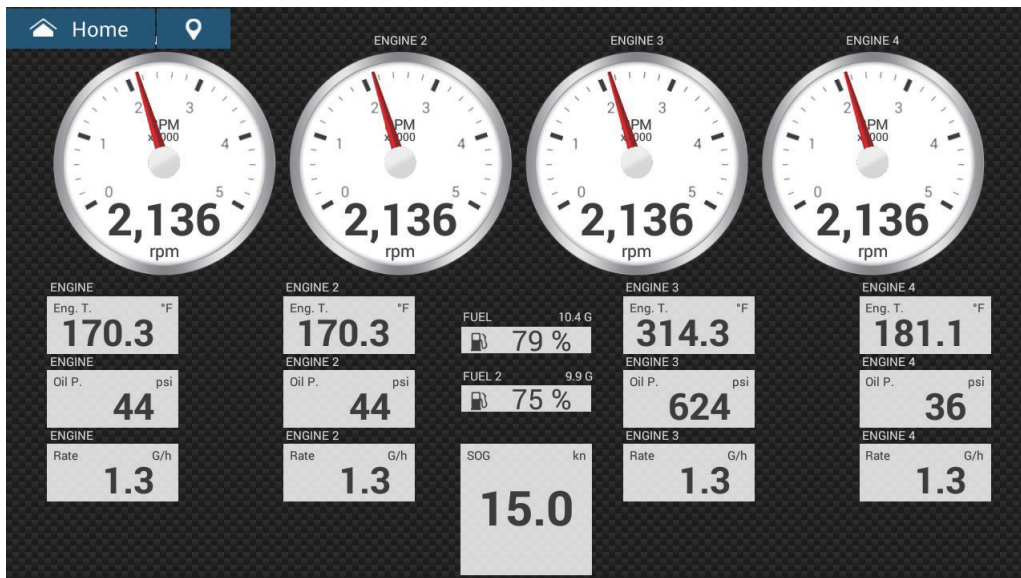 Home
ENGINE 2
ENGINE 3
ENGINE 4
0 1 2 3 4 5
RPM
x1000
2,136
rpm
0 1 2 3 4 5
RPM
x1000
2,136
rpm
0 1 2 3 4 5
RPM
x1000
2,136
rpm
0 1 2 3 4 5
RPM
x1000
2,136
rpm
ENGINE
Eng. T. °F
170.3
ENGINE
Oil P. psi
44
ENGINE
Rate G/h
1.3
ENGINE 2
Eng. T. °F
170.3
ENGINE 2
Oil P. psi
44
ENGINE 2
Rate G/h
1.3
FUEL 10.4 G
79 %
FUEL 2 9.9 G
75 %
SOG kn
15.0
ENGINE 3
Eng. T. °F
314.3
ENGINE 3
Oil P. psi
624
ENGINE 3
Rate G/h
1.3
ENGINE 4
Eng. T. °F
181.1
ENGINE 4
Oil P. psi
36
ENGINE 4
Rate G/h
1.3